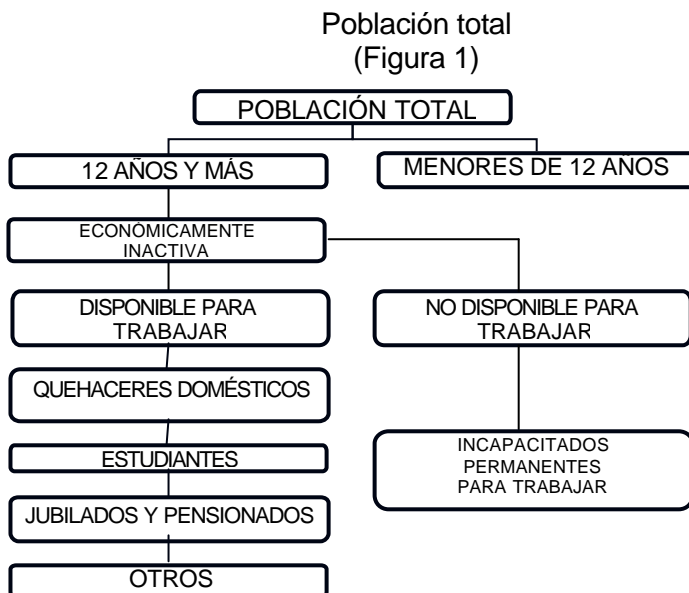 Población total
(Figura 1)
POBLACIÓN TOTAL
12 AÑOS Y MÁS
MENORES DE 12 AÑOS
ECONÓMICAMENTE
INACTIVA
DISPONIBLE PARA
TRABAJAR
NO DISPONIBLE PARA
TRABAJAR
QUEHACERES DOMÉSTICOS
INCAPACITADOS
PERMANENTES
PARA TRABAJAR
ESTUDIANTES
JUBILADOS Y PENSIONADOS
OTROS